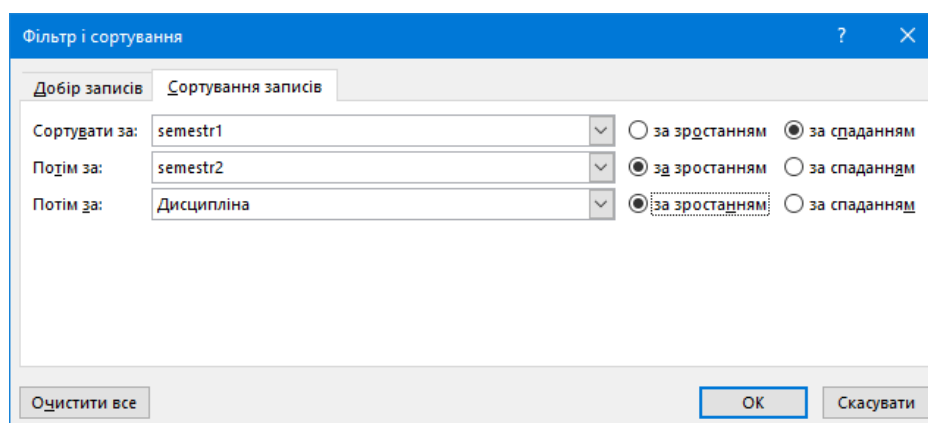 Фільтр і сортування ?
Добір записів Сортування записів
Сортувати за: semestr1 за зростанням за спаданням
Потім за: semestr2 за зростанням за спаданням
Потім за: Дисципліна за зростанням за спаданням
Очистити все ОК Скасувати